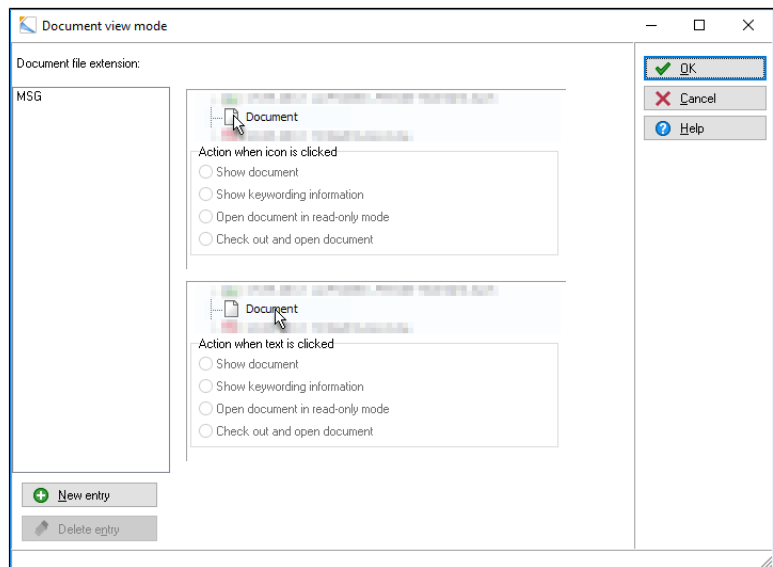 Document view mode
Document file extension:
MSG
Document
Action when icon is clicked
Show document
Show keywording information
Open document in read-only mode
Check out and open document
Document
Action when text is clicked
Show document
Show keywording information
Open document in read-only mode
Check out and open document
New entry
Delete entry
OK
Cancel
Help